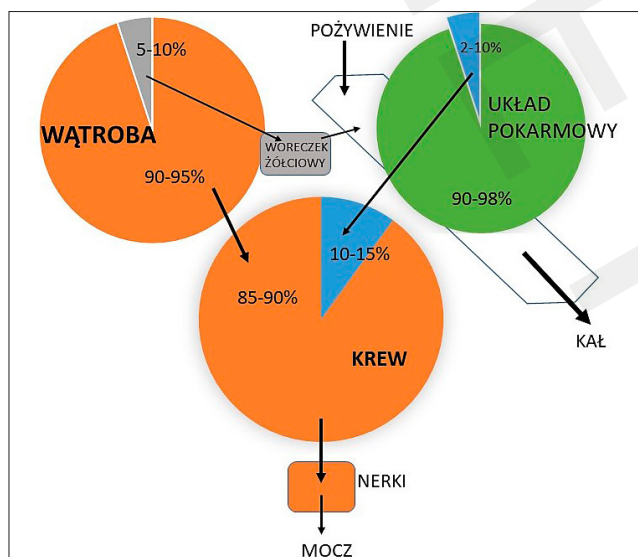 5-10%
POŻYWIENIE
2-10%
WĄTROBA
UKŁAD
POKARMOWY
WORECZEK
ŻÓŁCIOWY
90-95%
90-98%
10-15%
85-90%
KREW
KAŁ
NERKI
MOCZ